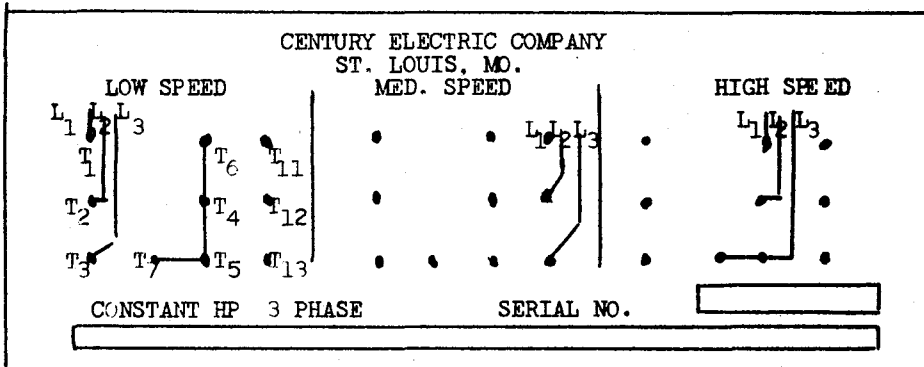 CENTURY ELECTRIC COMPANY
ST. LOUIS, MO.
LOW SPEED MED. SPEED HIGH SPEED
L1 L2 L3 L1 L2 L3 L1 L2 L3
T1 T6 T11
T2 T4 T12
T3 T7 T5 T13
CONSTANT HP 3 PHASE SERIAL NO.